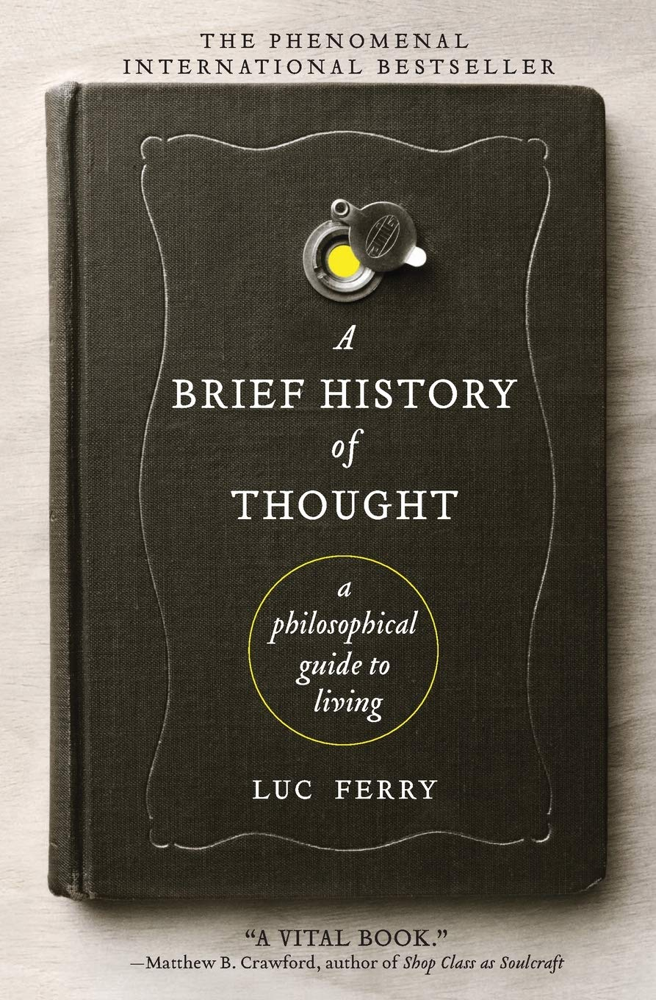 THE PHENOMENAL
INTERNATIONAL BESTSELLER
A
BRIEF HISTORY
of
THOUGHT
a
philosophical
guide to
living
LUC FERRY
“A VITAL BOOK.”
—Matthew B. Crawford, author of Shop Class as Soulcraft